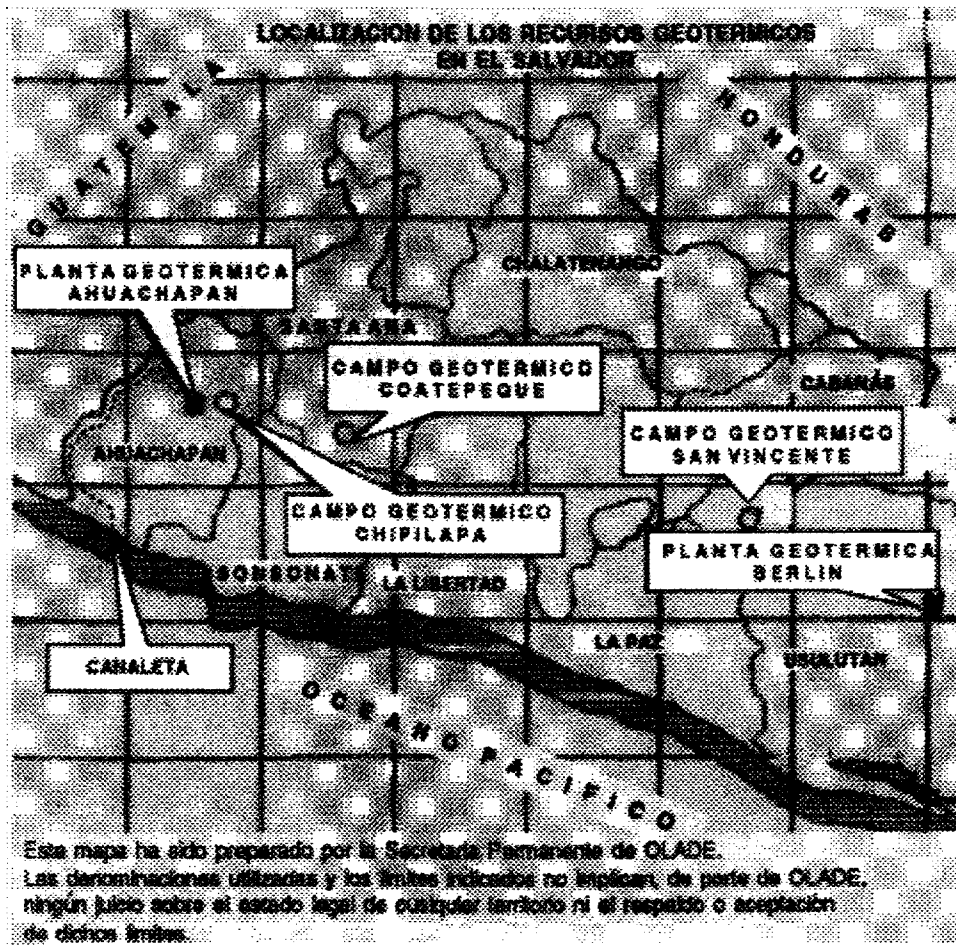 LOCALIZACION DE LOS RECURSOS GEOTERMICOS
EN EL SALVADOR
GUATEMALA
HONDURAS
PLANTA GEOTERMICA
AHUACHAPAN
CHALATENANGO
SANTA ANA
CAMPO GEOTERMICO
COATEPEQUE
CABAÑAS
AHUACHAPAN
CAMPO GEOTERMICO
SAN VINCENTE
CAMPO GEOTERMICO
CHIPILAPA
PLANTA GEOTERMICA
BERLIN
SONSONATE
LA LIBERTAD
CANALETA
LA PAZ
USULUTAN
OCEANO PACIFICO
Este mapa ha sido preparado por la Secretaría Permanente de OLADE.
Las denominaciones utilizadas y los límites indicados no implican, de parte de OLADE,
ningún juicio sobre el estado legal de cualquier territorio ni el respaldo o aceptación
de dichos límites.